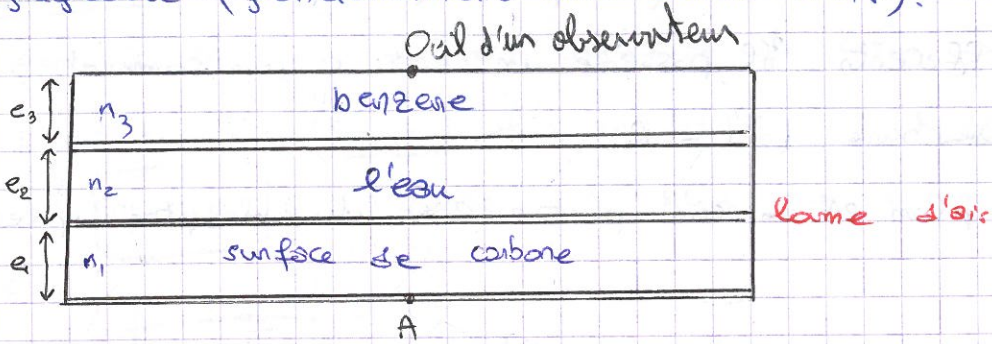 Oeil d'un observateur
e₃ n₃ benzene
e₂ n₂ l'eau
lame d'air
e₁ n₁ surface de carbone
A